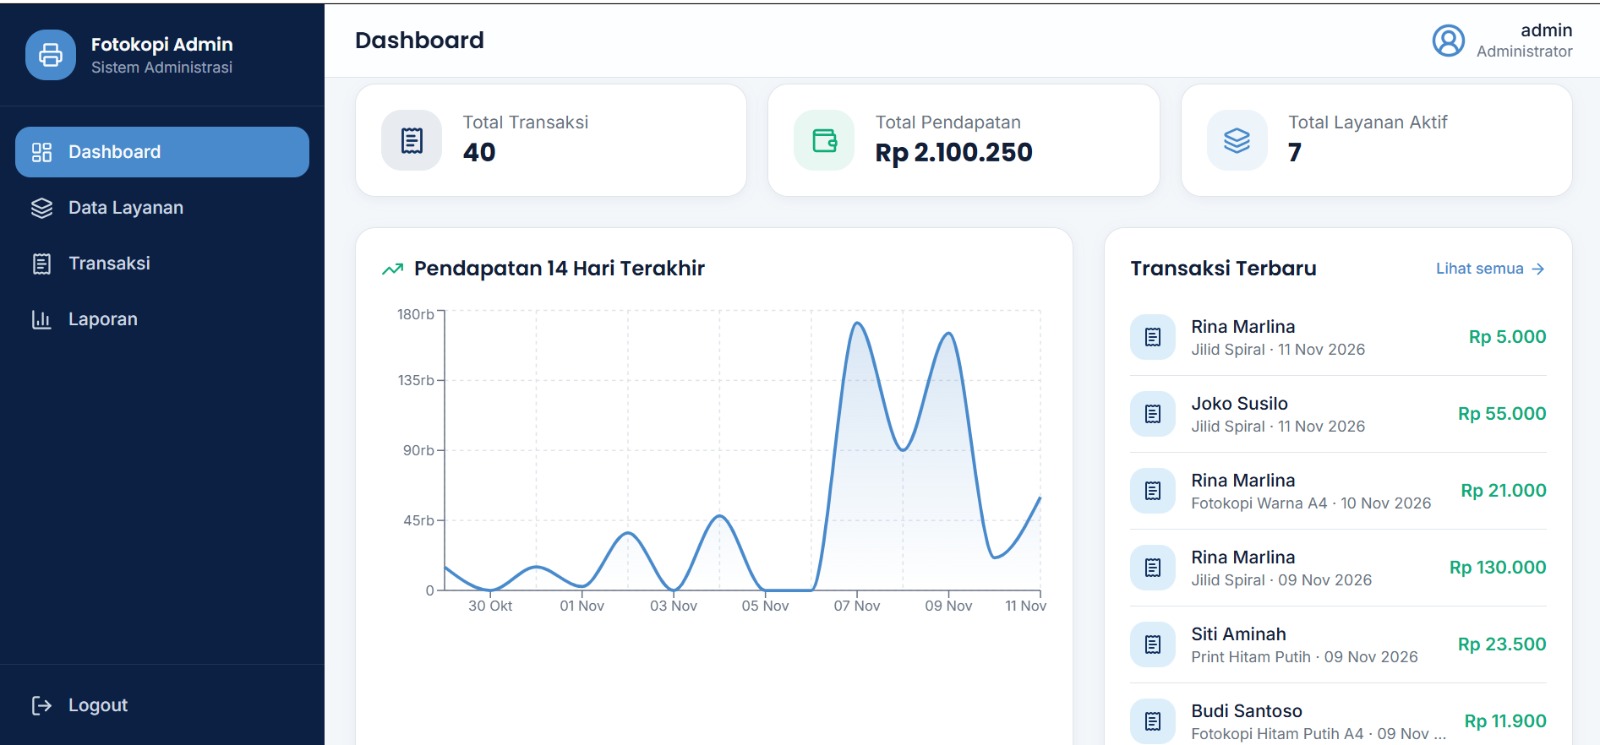 Fotokopi Admin
Sistem Administrasi
Dashboard
Data Layanan
Transaksi
Laporan
Logout
Dashboard
admin
Administrator
Total Transaksi
40
Total Pendapatan
Rp 2.100.250
Total Layanan Aktif
7
Pendapatan 14 Hari Terakhir
180rb
135rb
90rb
45rb
0
30 Okt 01 Nov 03 Nov 05 Nov 07 Nov 09 Nov 11 Nov
Transaksi Terbaru
Lihat semua →
Rina Marlina
Jilid Spiral · 11 Nov 2026
Rp 5.000
Joko Susilo
Jilid Spiral · 11 Nov 2026
Rp 55.000
Rina Marlina
Fotokopi Warna A4 · 10 Nov 2026
Rp 21.000
Rina Marlina
Jilid Spiral · 09 Nov 2026
Rp 130.000
Siti Aminah
Print Hitam Putih · 09 Nov 2026
Rp 23.500
Budi Santoso
Fotokopi Hitam Putih A4 · 09 Nov ...
Rp 11.900